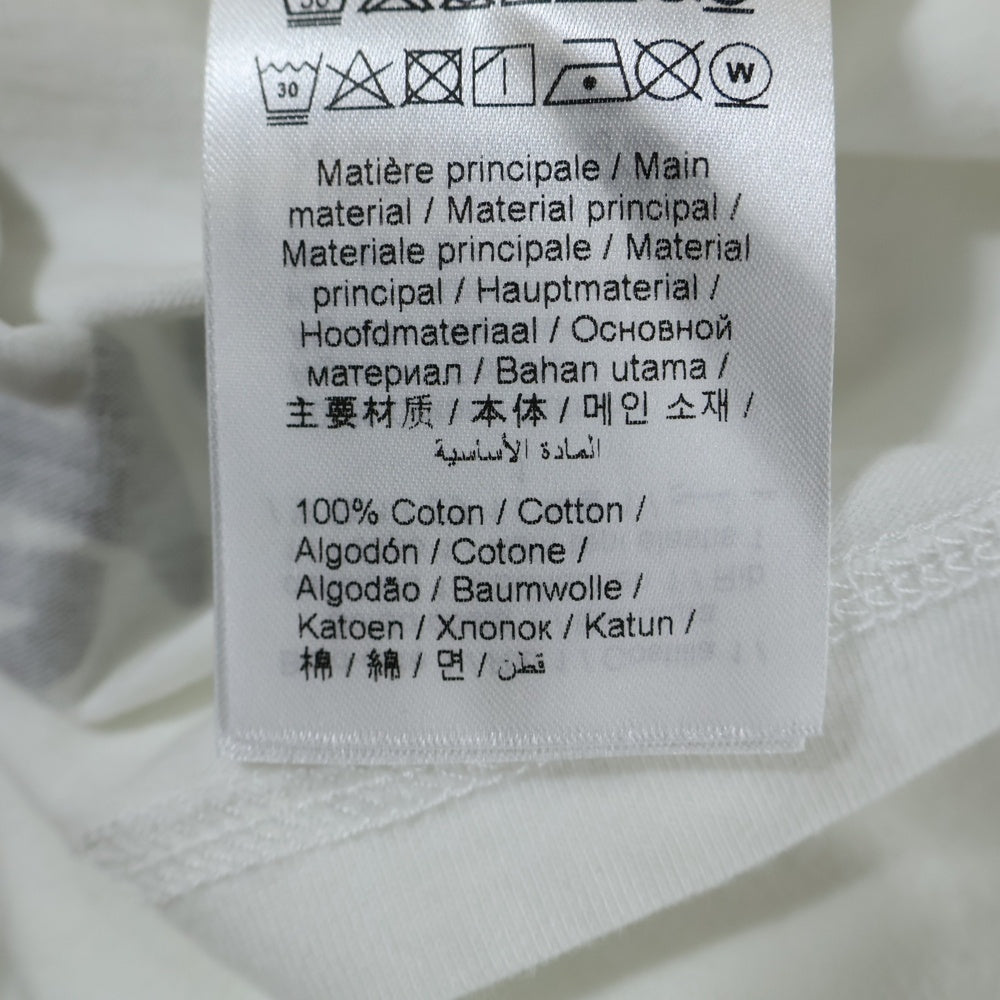 30
30 W
Matière principale / Main
material / Material principal /
Materiale principale / Material
principal / Hauptmaterial /
Hoofdmateriaal / Основной
материал / Bahan utama /
主要材质 / 本体 / 메인 소재 /
المادة الأساسية
100% Coton / Cotton /
Algodón / Cotone /
Algodão / Baumwolle /
Katoen / Хлопок / Katun /
棉 / 綿 / 면 / قطن